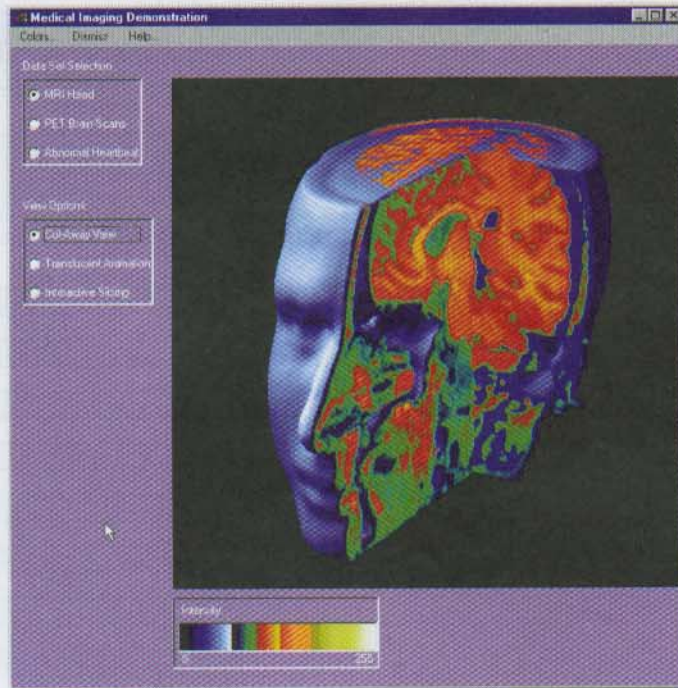 Medical Imaging Demonstration
Colors... Dismiss Help...
Data Set Selection
MRI Head
PET Brain Scans
Abnormal Heartbeat
View Options
Cut-Away View
Translucent Animation
Interactive Slicing
Intensity
0 255